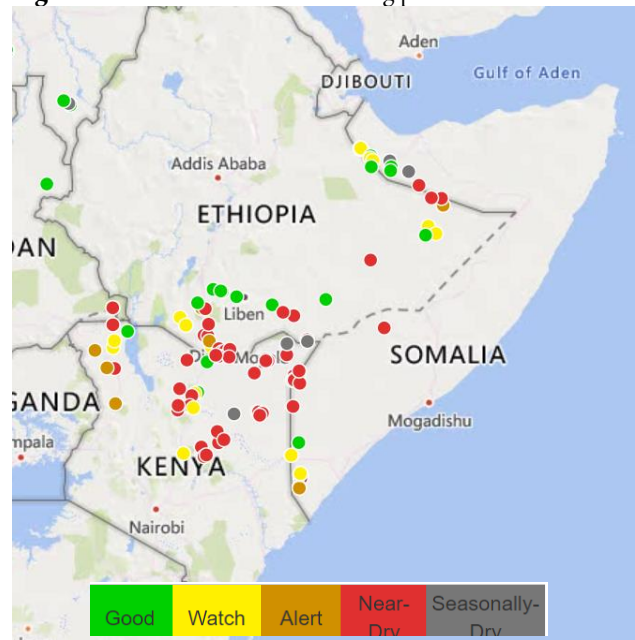 Aden
Gulf of Aden
DJIBOUTI
Addis Ababa
ETHIOPIA
DAN
Liben
SOMALIA
GANDA
Mogadishu
mpala
KENYA
Nairobi
Good
Watch
Alert
Near-
Dry
Seasonally-
Dry